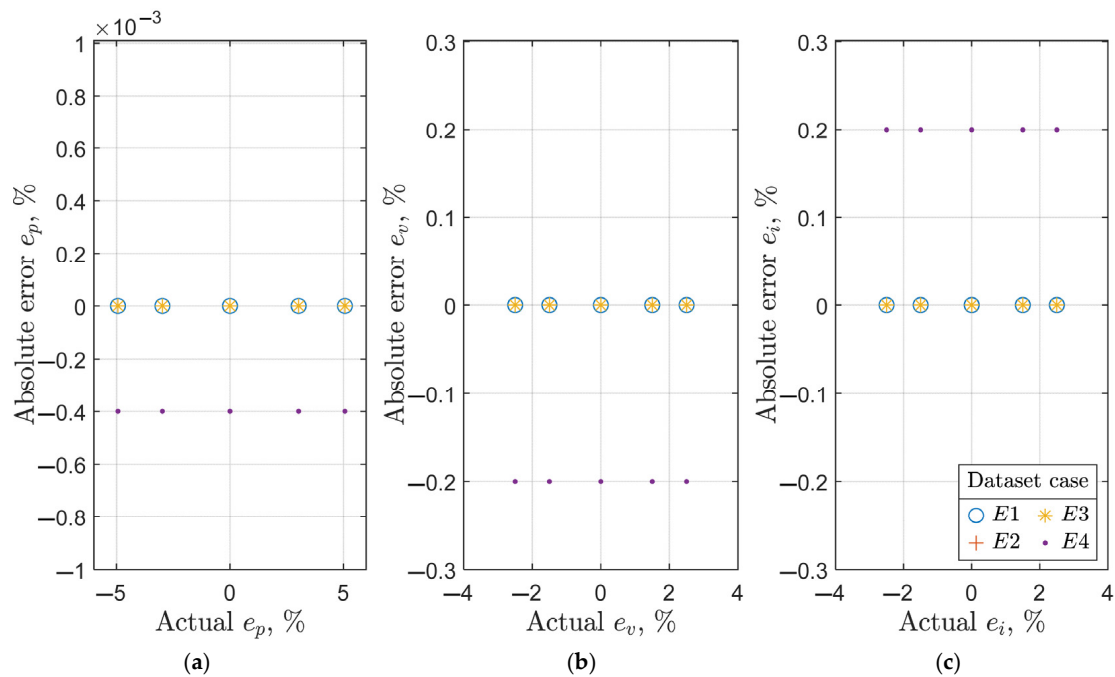 ×10⁻³
1
0.8
0.6
0.4
0.2
0
−0.2
−0.4
−0.6
−0.8
−1
Absolute error e_p, %
−5 0 5
Actual e_p, %
(a)
0.3
0.2
0.1
0
−0.1
−0.2
−0.3
Absolute error e_v, %
−4 −2 0 2 4
Actual e_v, %
(b)
0.3
0.2
0.1
0
−0.1
−0.2
−0.3
Absolute error e_i, %
Dataset case
E1 E3
E2 E4
−4 −2 0 2 4
Actual e_i, %
(c)